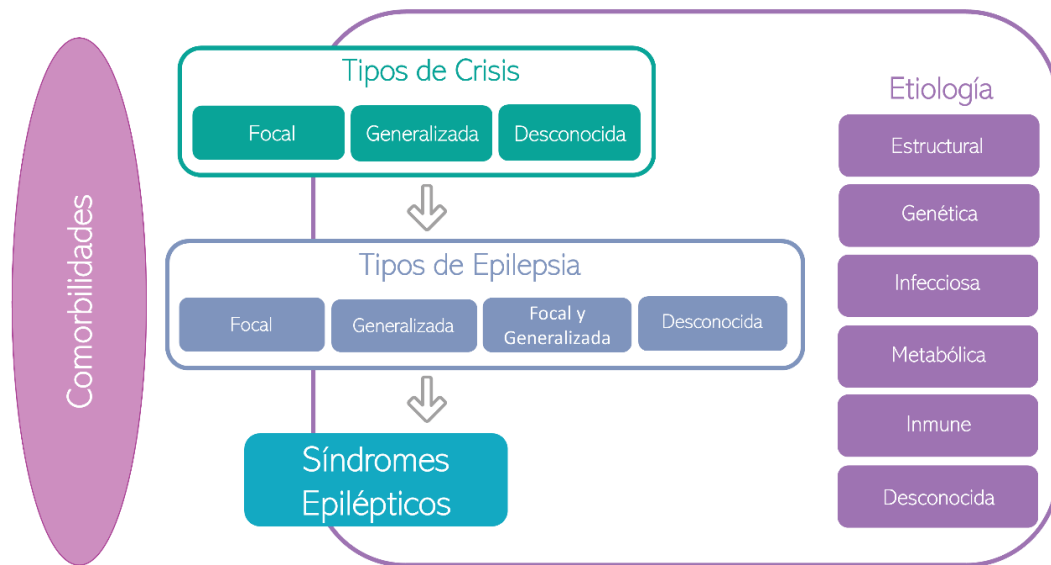 Comorbilidades
Tipos de Crisis
Focal
Generalizada
Desconocida
Tipos de Epilepsia
Focal
Generalizada
Focal y
Generalizada
Desconocida
Síndromes
Epilépticos
Etiología
Estructural
Genética
Infecciosa
Metabólica
Inmune
Desconocida